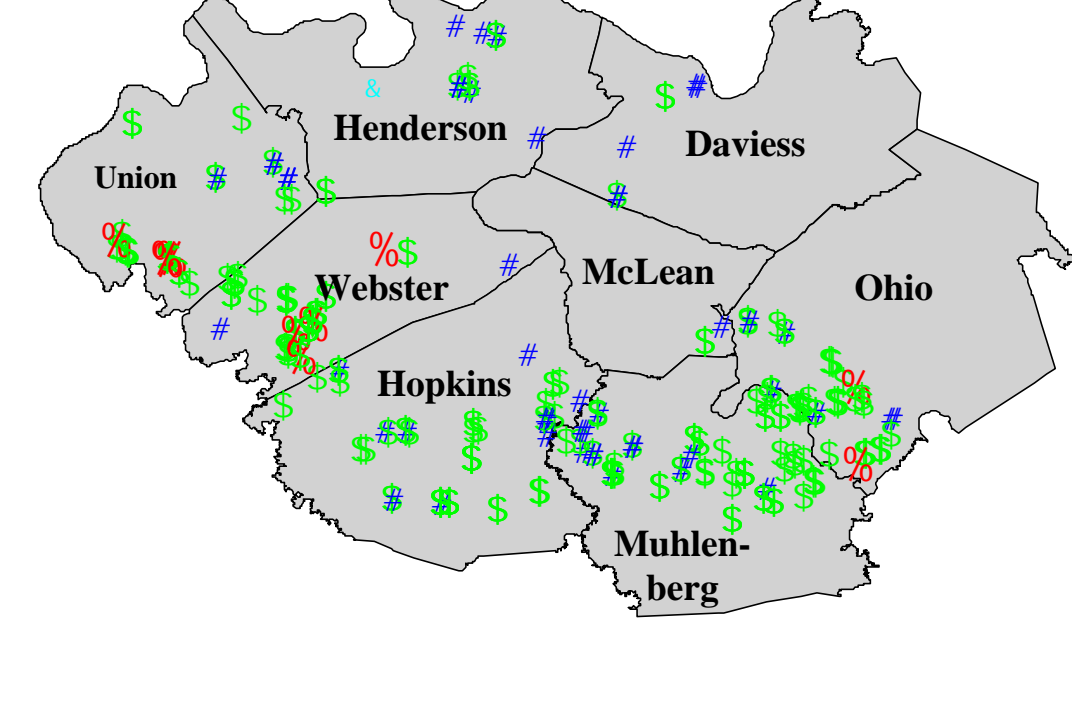 Henderson
Daviess
Union
McLean
Webster
Ohio
Hopkins
Muhlen-
berg